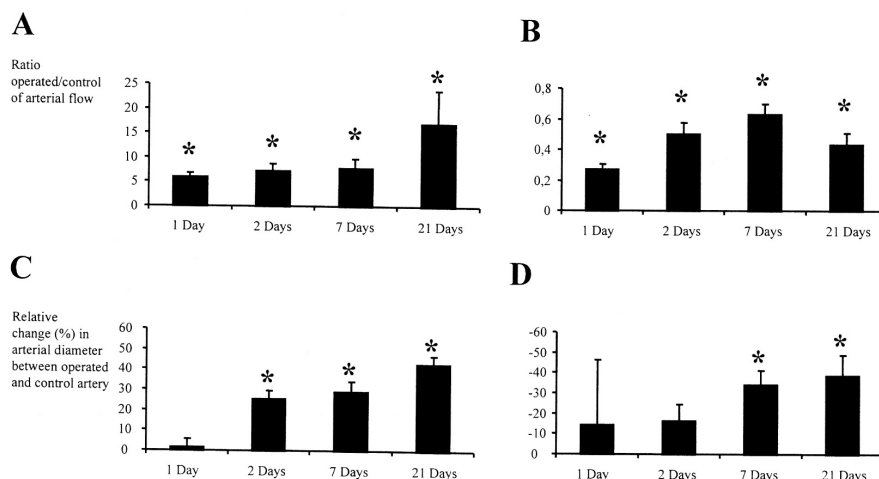 A
Ratio
operated/control
of arterial flow
25
20
15
10
5
0
*
*
*
*
1 Day
2 Days
7 Days
21 Days
B
0,8
0,6
0,4
0,2
0
*
*
*
*
1 Day
2 Days
7 Days
21 Days
C
Relative
change (%) in
arterial diameter
between operated
and control artery
60
50
40
30
20
10
0
*
*
*
1 Day
2 Days
7 Days
21 Days
D
-60
-50
-40
-30
-20
-10
0
*
*
1 Day
2 Days
7 Days
21 Days